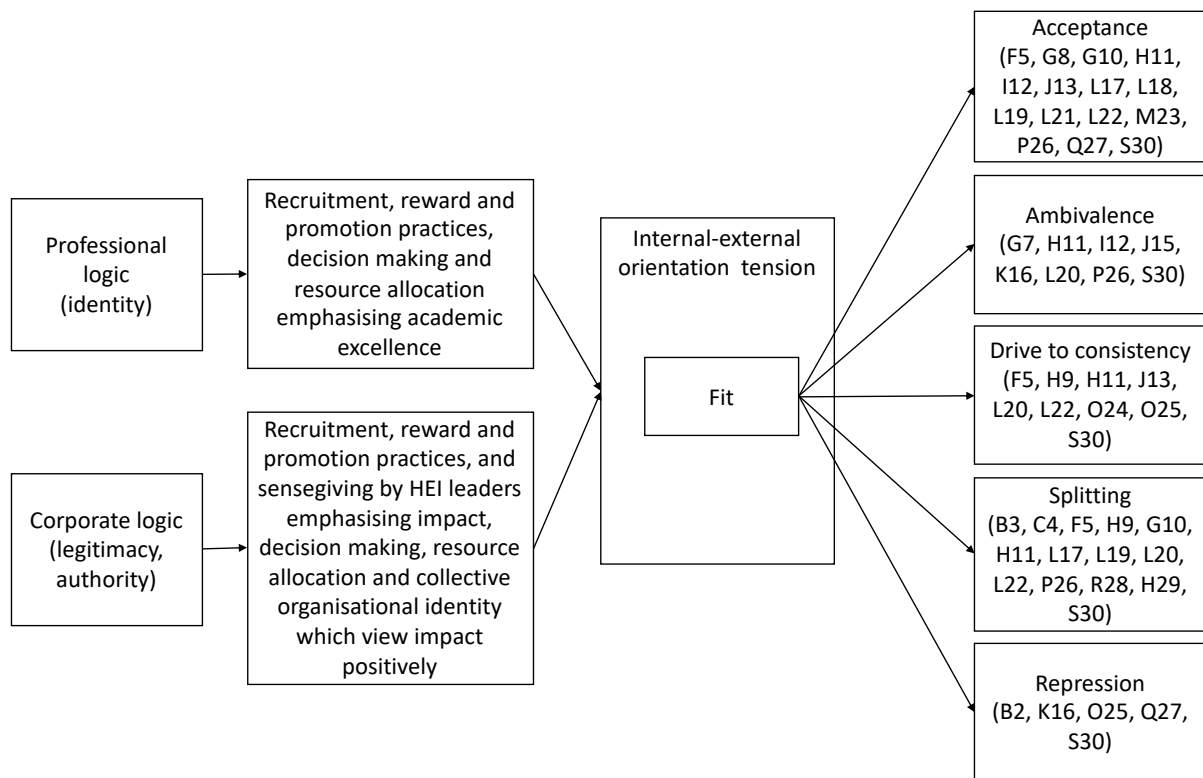 Professional
logic
(identity)
Recruitment, reward and
promotion practices,
decision making and
resource allocation
emphasising academic
excellence
Corporate logic
(legitimacy,
authority)
Recruitment, reward and
promotion practices, and
sensegiving by HEI leaders
emphasising impact,
decision making, resource
allocation and collective
organisational identity
which view impact
positively
Internal-external
orientation tension
Fit
Acceptance
(F5, G8, G10, H11,
I12, J13, L17, L18,
L19, L21, L22, M23,
P26, Q27, S30)
Ambivalence
(G7, H11, I12, J15,
K16, L20, P26, S30)
Drive to consistency
(F5, H9, H11, J13,
L20, L22, O24, O25,
S30)
Splitting
(B3, C4, F5, H9, G10,
H11, L17, L19, L20,
L22, P26, R28, H29,
S30)
Repression
(B2, K16, O25, Q27,
S30)